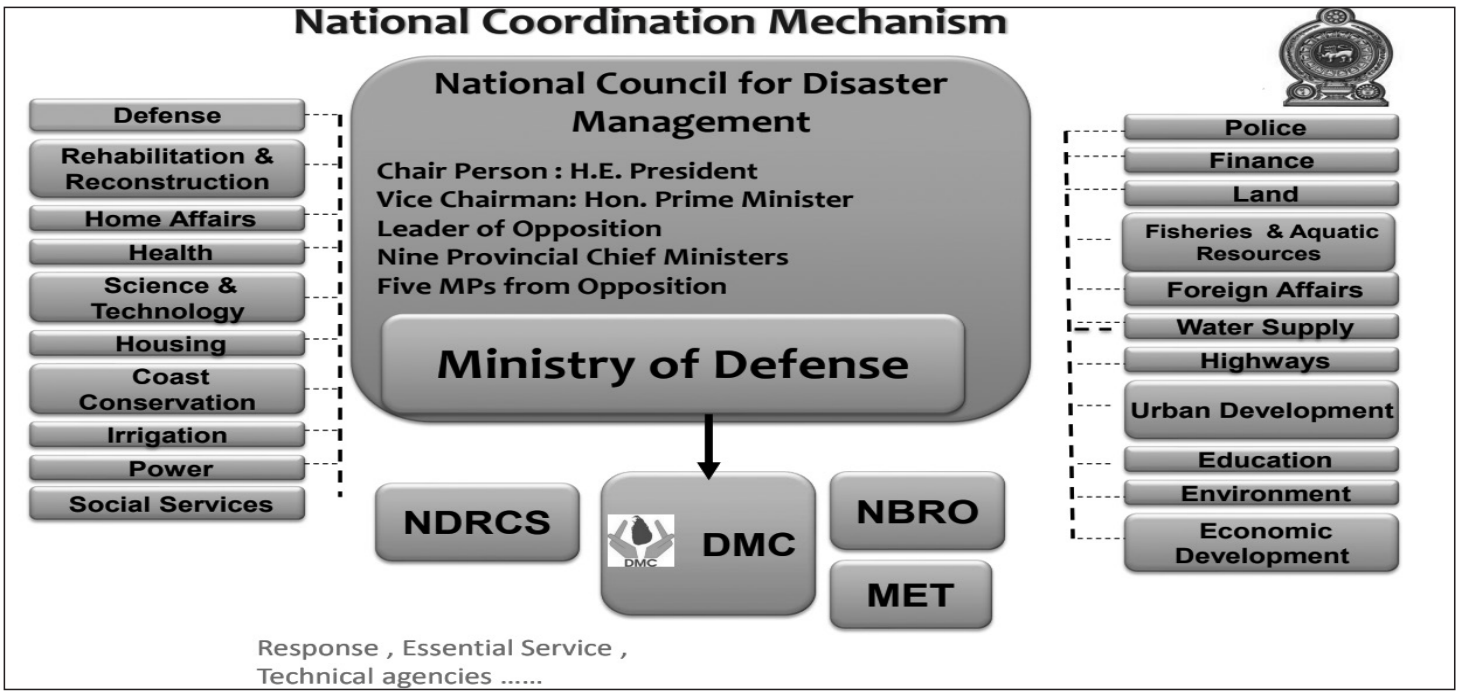 National Coordination Mechanism
National Council for Disaster
Management
Chair Person : H.E. President
Vice Chairman: Hon. Prime Minister
Leader of Opposition
Nine Provincial Chief Ministers
Five MPs from Opposition
Ministry of Defense
Defense
Rehabilitation &
Reconstruction
Home Affairs
Health
Science &
Technology
Housing
Coast
Conservation
Irrigation
Power
Social Services
Police
Finance
Land
Fisheries & Aquatic
Resources
Foreign Affairs
Water Supply
Highways
Urban Development
Education
Environment
Economic
Development
NDRCS
DMC
DMC
NBRO
MET
Response , Essential Service ,
Technical agencies ......